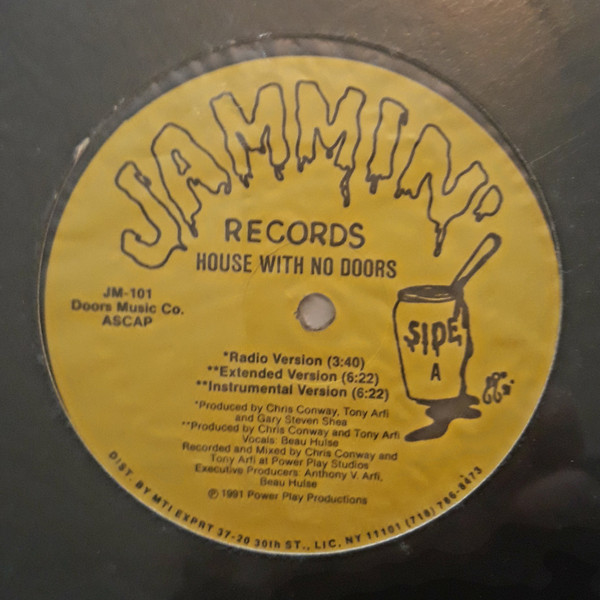 JAMMIN'
RECORDS
HOUSE WITH NO DOORS
JM-101
Doors Music Co.
ASCAP
SIDE
A
*Radio Version (3:40)
**Extended Version (6:22)
**Instrumental Version (6:22)
*Produced by Chris Conway, Tony Arfi
and Gary Steven Shea
**Produced by Chris Conway and Tony Arfi
Vocals: Beau Hulse
Recorded and Mixed by Chris Conway and
Tony Arfi at Power Play Studios
Executive Producers: Anthony V. Arfi,
Beau Hulse
℗ 1991 Power Play Productions
DIST. BY MTI EXPRT 37-20 30th ST., LIC, NY 11101 (718) 786-